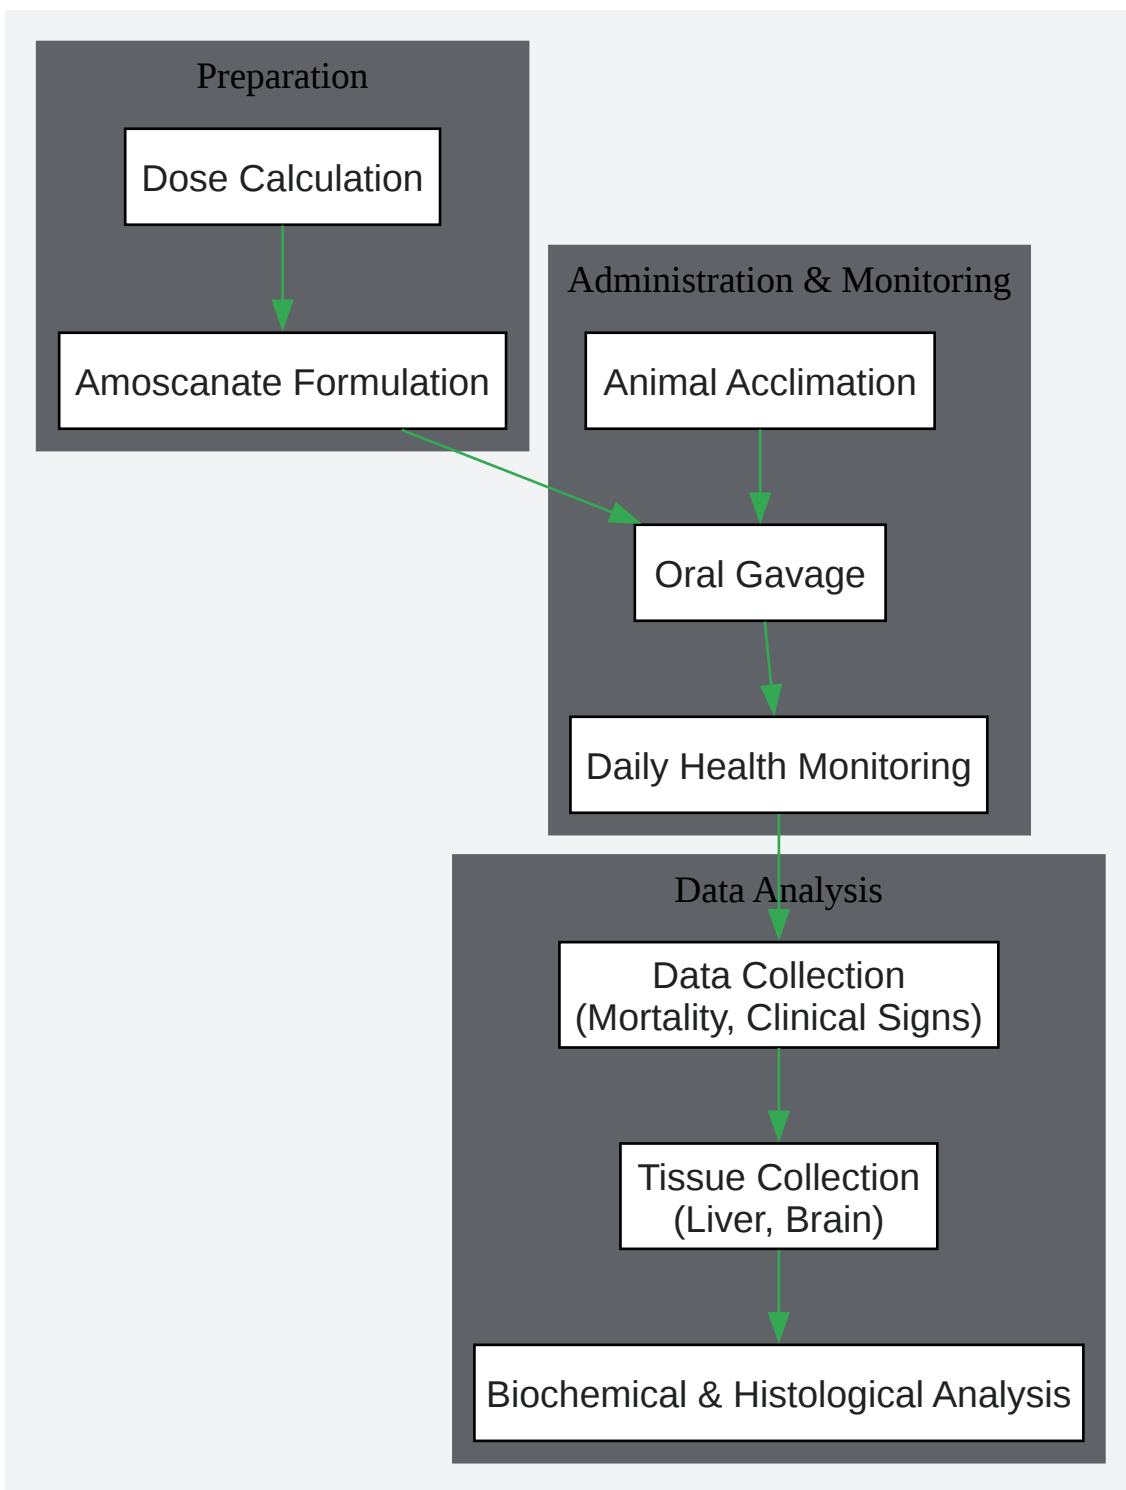 Preparation
Dose Calculation
Amoscanate Formulation
Administration & Monitoring
Animal Acclimation
Oral Gavage
Daily Health Monitoring
Data Analysis
Data Collection
(Mortality, Clinical Signs)
Tissue Collection
(Liver, Brain)
Biochemical & Histological Analysis